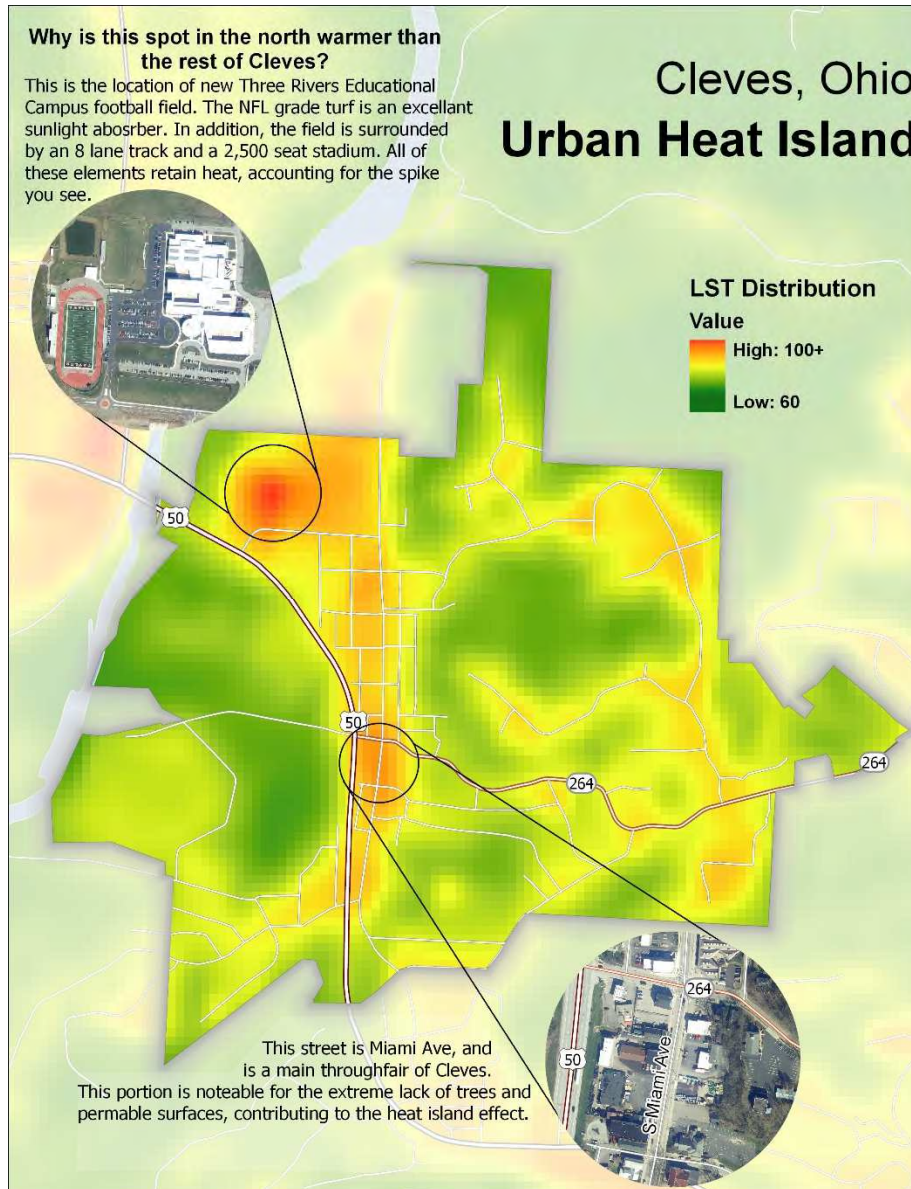 Why is this spot in the north warmer than
the rest of Cleves?
This is the location of new Three Rivers Educational
Campus football field. The NFL grade turf is an excellant
sunlight abosrber. In addition, the field is surrounded
by an 8 lane track and a 2,500 seat stadium. All of
these elements retain heat, accounting for the spike
you see.
Cleves, Ohio
Urban Heat Island
LST Distribution
Value
High: 100+
Low: 60
50
50
264
264
This street is Miami Ave, and
is a main throughfair of Cleves.
This portion is noteable for the extreme lack of trees and
permable surfaces, contributing to the heat island effect.
264
50
S Miami Ave